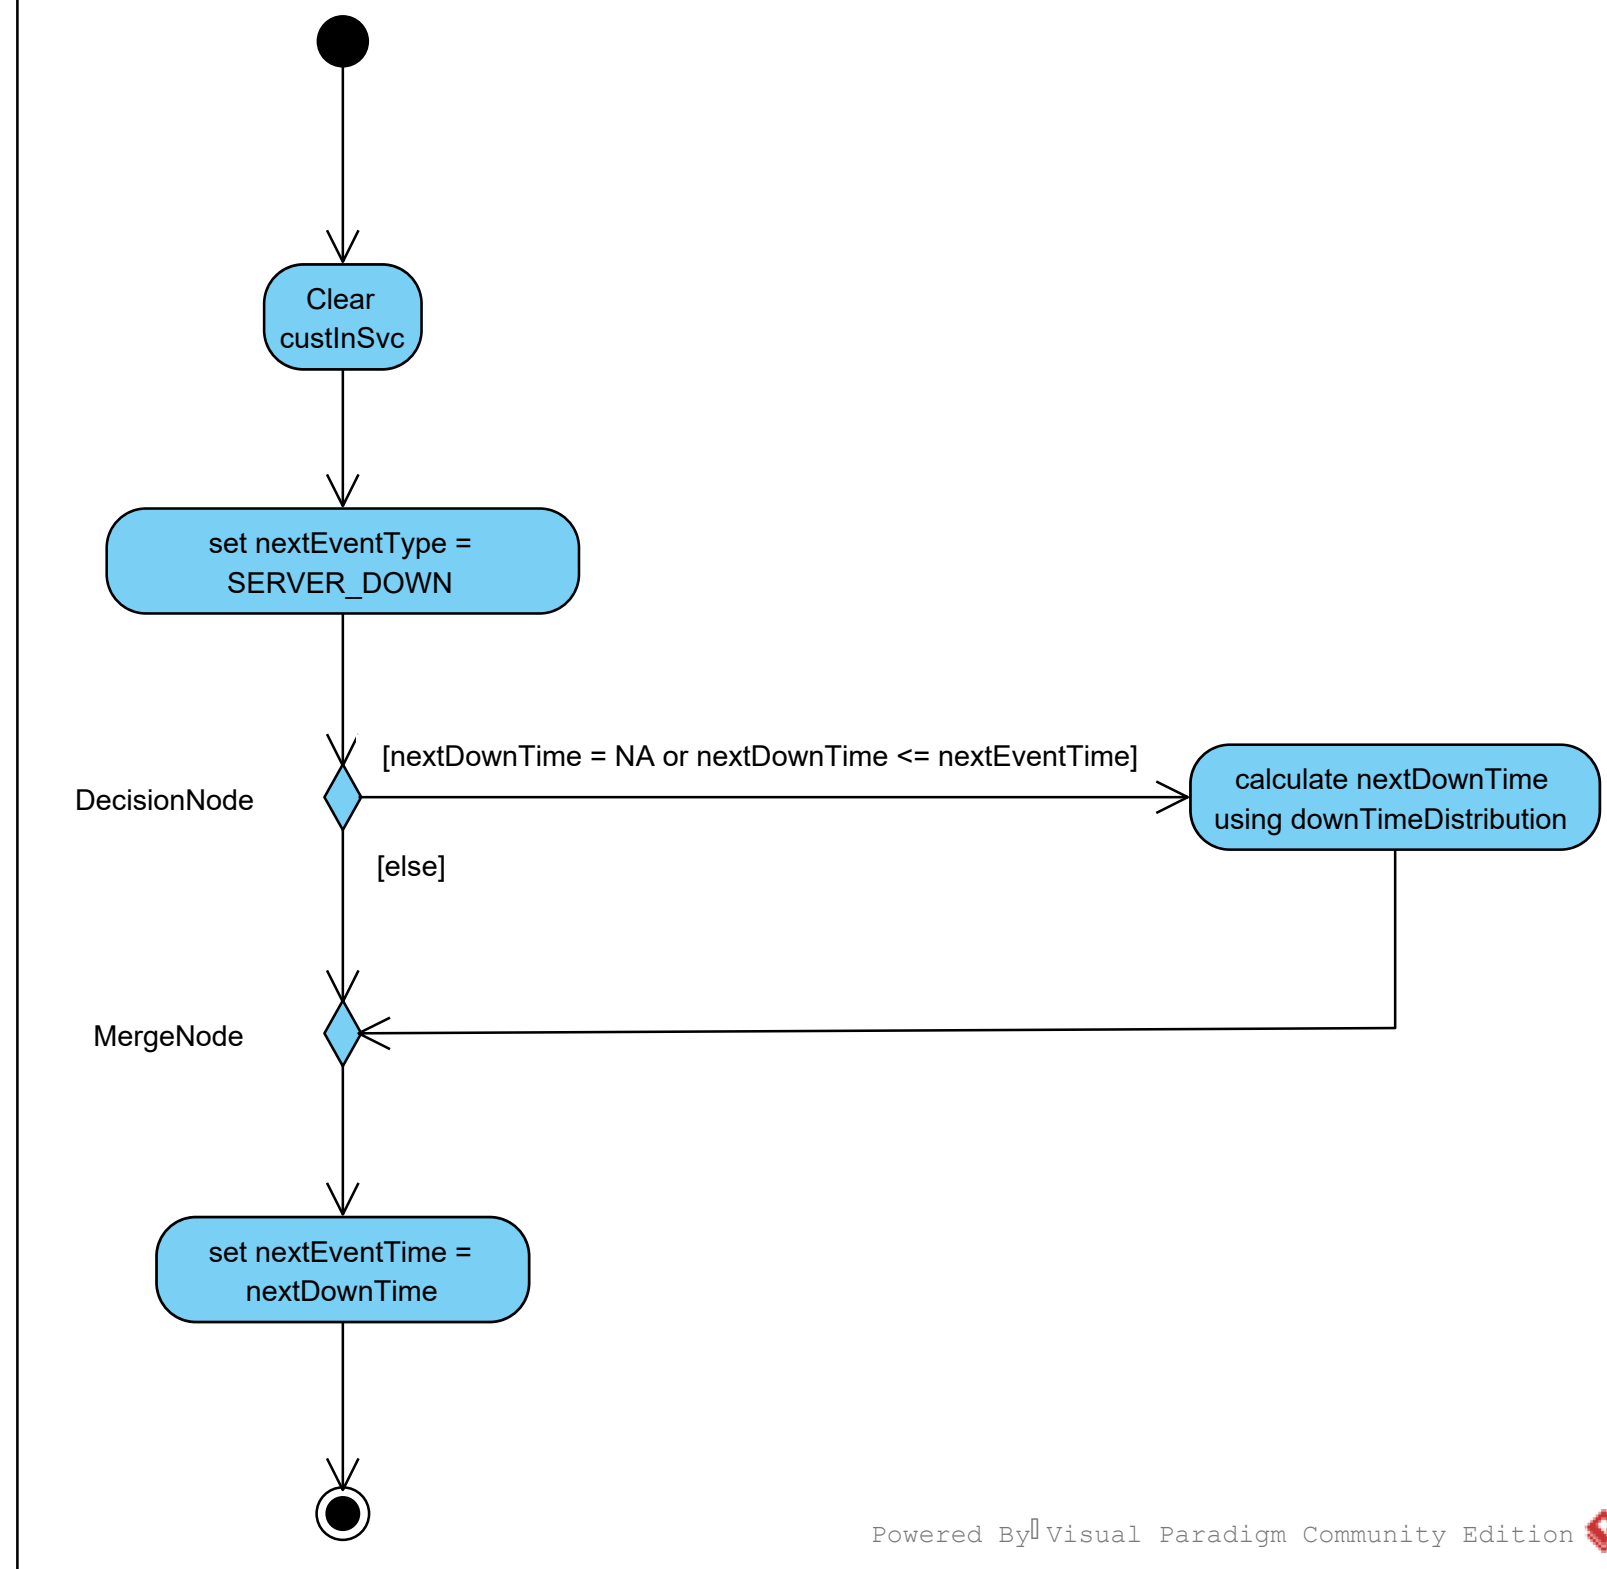 Clear
custInSvc
set nextEventType =
SERVER_DOWN
[nextDownTime = NA or nextDownTime <= nextEventTime]
calculate nextDownTime
using downTimeDistribution
DecisionNode
[else]
MergeNode
set nextEventTime =
nextDownTime
Powered By Visual Paradigm Community Edition